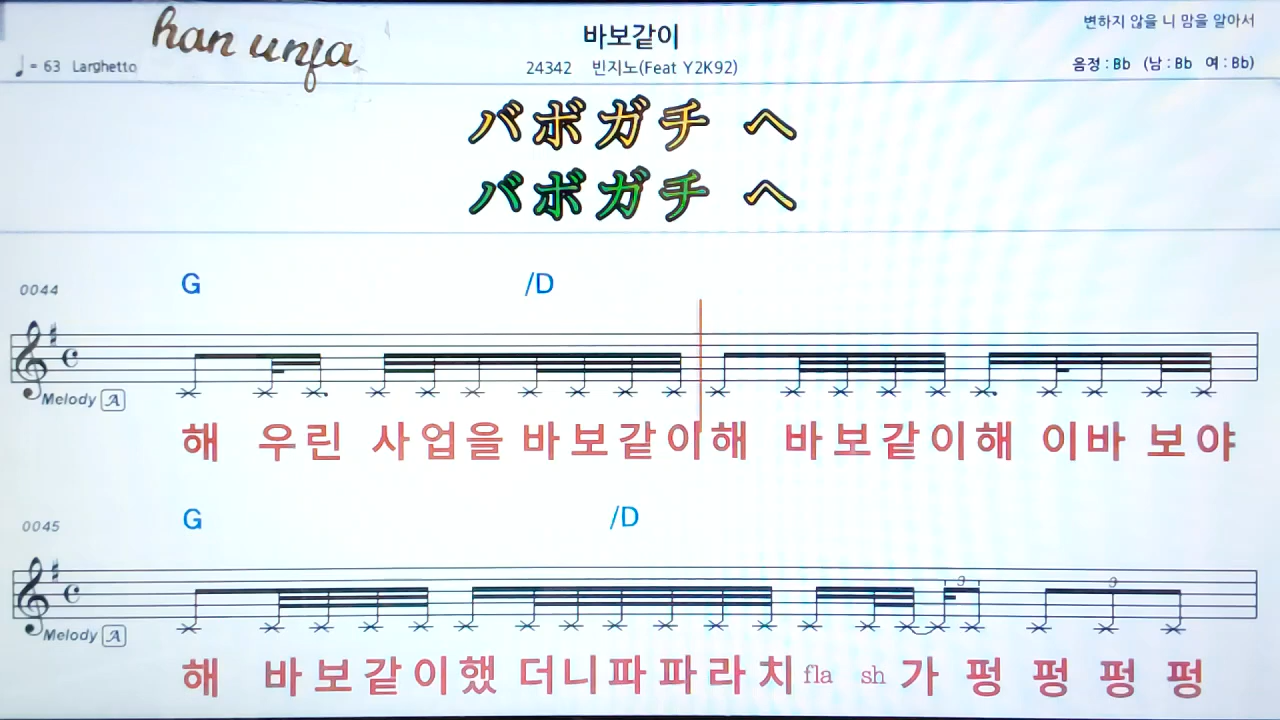 han unfa
바보같이
변하지 않을 니 맘을 알아서
♩= 63 Larghetto
24342 빈지노(Feat Y2K92)
음정 : Bb (남 : Bb 여 : Bb)
バボガチ ヘ
バボガチ ヘ
0044
G /D
Melody A
해 우린 사업을 바보같이해 바보같이해 이바 보야
0045
G /D
3 3
Melody A
해 바보같이했 더니파파라치 fla sh 가 펑 펑 펑 펑